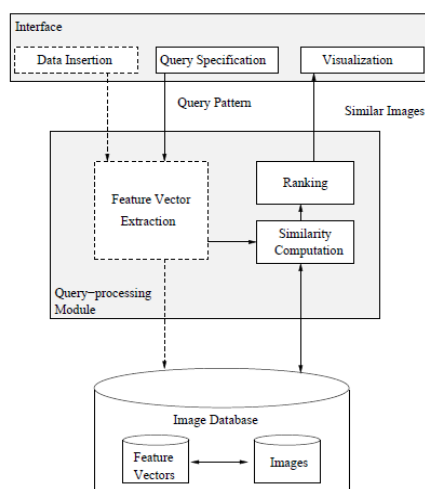 Interface
Data Insertion
Query Specification
Visualization
Query Pattern
Similar Images
Feature Vector
Extraction
Ranking
Similarity
Computation
Query−processing
Module
Image Database
Feature
Vectors
Images